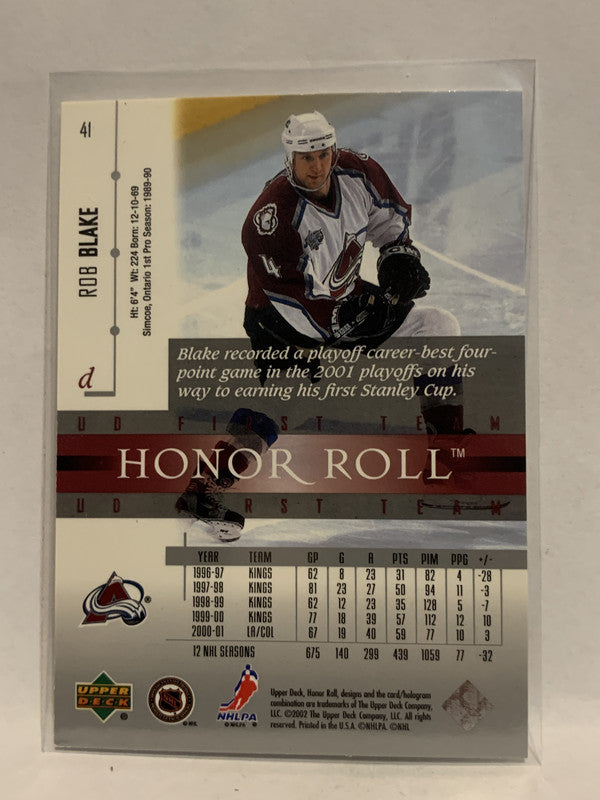 41
ROB BLAKE
Ht: 6'4" Wt: 224 Born: 12-10-69
Simcoe, Ontario 1st Pro Season: 1989-90
d
4
4
Blake recorded a playoff career-best four-
point game in the 2001 playoffs on his
way to earning his first Stanley Cup.
UD FIRST TEAM
HONOR ROLL™
UD FIRST TEAM
YEAR TEAM GP G A PTS PIM PPG +/-
1996-97 KINGS 62 8 23 31 82 4 -28
1997-98 KINGS 81 23 27 50 94 11 -3
1998-99 KINGS 62 12 23 35 128 5 -7
1999-00 KINGS 77 18 39 57 112 12 10
2000-01 LA/COL 67 19 40 59 77 10 3
12 NHL SEASONS 675 140 299 439 1059 77 -32
A
UPPER
DECK
®
NHL
© NHL
NHLPA
© NHLPA ®
Upper Deck, Honor Roll, designs and the card/hologram
combination are trademarks of The Upper Deck Company,
LLC. ©2002 The Upper Deck Company, LLC. All rights
reserved. Printed in the U.S.A. ©NHLPA. ©NHL